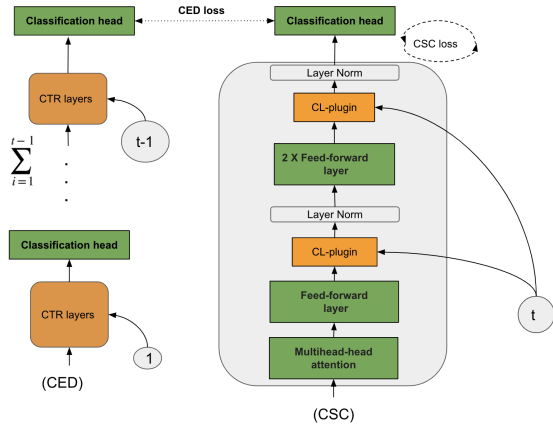 CED loss
Classification head
Classification head
CSC loss
Layer Norm
CTR layers
CL-plugin
t-1
t − 1
∑
i=1
2 X Feed-forward
layer
Layer Norm
Classification head
CL-plugin
CTR layers
Feed-forward
layer
t
1
Multihead-head
attention
(CED)
(CSC)